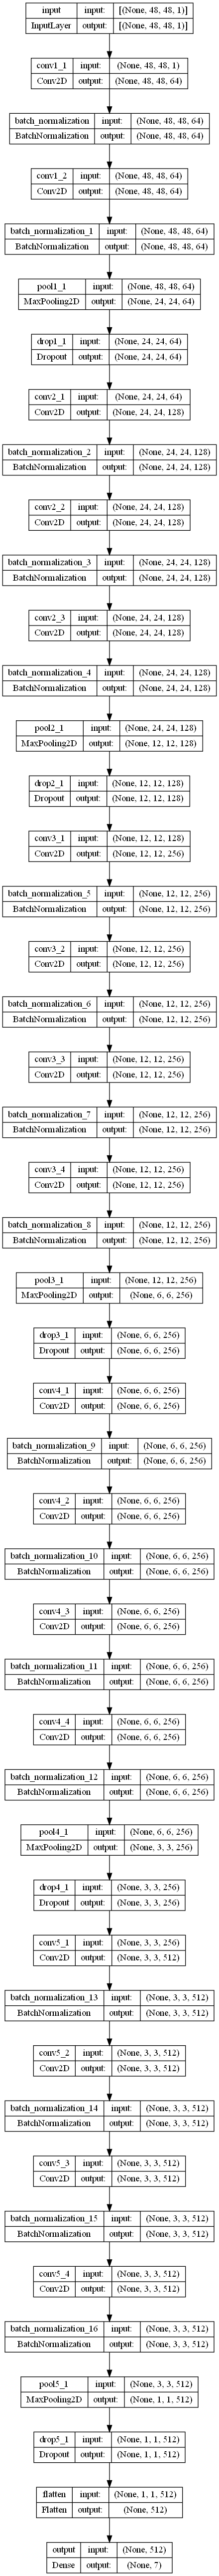 input input: [(None, 48, 48, 1)]
InputLayer output: [(None, 48, 48, 1)]
conv1_1 input: (None, 48, 48, 1)
Conv2D output: (None, 48, 48, 64)
batch_normalization input: (None, 48, 48, 64)
BatchNormalization output: (None, 48, 48, 64)
conv1_2 input: (None, 48, 48, 64)
Conv2D output: (None, 48, 48, 64)
batch_normalization_1 input: (None, 48, 48, 64)
BatchNormalization output: (None, 48, 48, 64)
pool1_1 input: (None, 48, 48, 64)
MaxPooling2D output: (None, 24, 24, 64)
drop1_1 input: (None, 24, 24, 64)
Dropout output: (None, 24, 24, 64)
conv2_1 input: (None, 24, 24, 64)
Conv2D output: (None, 24, 24, 128)
batch_normalization_2 input: (None, 24, 24, 128)
BatchNormalization output: (None, 24, 24, 128)
conv2_2 input: (None, 24, 24, 128)
Conv2D output: (None, 24, 24, 128)
batch_normalization_3 input: (None, 24, 24, 128)
BatchNormalization output: (None, 24, 24, 128)
conv2_3 input: (None, 24, 24, 128)
Conv2D output: (None, 24, 24, 128)
batch_normalization_4 input: (None, 24, 24, 128)
BatchNormalization output: (None, 24, 24, 128)
pool2_1 input: (None, 24, 24, 128)
MaxPooling2D output: (None, 12, 12, 128)
drop2_1 input: (None, 12, 12, 128)
Dropout output: (None, 12, 12, 128)
conv3_1 input: (None, 12, 12, 128)
Conv2D output: (None, 12, 12, 256)
batch_normalization_5 input: (None, 12, 12, 256)
BatchNormalization output: (None, 12, 12, 256)
conv3_2 input: (None, 12, 12, 256)
Conv2D output: (None, 12, 12, 256)
batch_normalization_6 input: (None, 12, 12, 256)
BatchNormalization output: (None, 12, 12, 256)
conv3_3 input: (None, 12, 12, 256)
Conv2D output: (None, 12, 12, 256)
batch_normalization_7 input: (None, 12, 12, 256)
BatchNormalization output: (None, 12, 12, 256)
conv3_4 input: (None, 12, 12, 256)
Conv2D output: (None, 12, 12, 256)
batch_normalization_8 input: (None, 12, 12, 256)
BatchNormalization output: (None, 12, 12, 256)
pool3_1 input: (None, 12, 12, 256)
MaxPooling2D output: (None, 6, 6, 256)
drop3_1 input: (None, 6, 6, 256)
Dropout output: (None, 6, 6, 256)
conv4_1 input: (None, 6, 6, 256)
Conv2D output: (None, 6, 6, 256)
batch_normalization_9 input: (None, 6, 6, 256)
BatchNormalization output: (None, 6, 6, 256)
conv4_2 input: (None, 6, 6, 256)
Conv2D output: (None, 6, 6, 256)
batch_normalization_10 input: (None, 6, 6, 256)
BatchNormalization output: (None, 6, 6, 256)
conv4_3 input: (None, 6, 6, 256)
Conv2D output: (None, 6, 6, 256)
batch_normalization_11 input: (None, 6, 6, 256)
BatchNormalization output: (None, 6, 6, 256)
conv4_4 input: (None, 6, 6, 256)
Conv2D output: (None, 6, 6, 256)
batch_normalization_12 input: (None, 6, 6, 256)
BatchNormalization output: (None, 6, 6, 256)
pool4_1 input: (None, 6, 6, 256)
MaxPooling2D output: (None, 3, 3, 256)
drop4_1 input: (None, 3, 3, 256)
Dropout output: (None, 3, 3, 256)
conv5_1 input: (None, 3, 3, 256)
Conv2D output: (None, 3, 3, 512)
batch_normalization_13 input: (None, 3, 3, 512)
BatchNormalization output: (None, 3, 3, 512)
conv5_2 input: (None, 3, 3, 512)
Conv2D output: (None, 3, 3, 512)
batch_normalization_14 input: (None, 3, 3, 512)
BatchNormalization output: (None, 3, 3, 512)
conv5_3 input: (None, 3, 3, 512)
Conv2D output: (None, 3, 3, 512)
batch_normalization_15 input: (None, 3, 3, 512)
BatchNormalization output: (None, 3, 3, 512)
conv5_4 input: (None, 3, 3, 512)
Conv2D output: (None, 3, 3, 512)
batch_normalization_16 input: (None, 3, 3, 512)
BatchNormalization output: (None, 3, 3, 512)
pool5_1 input: (None, 3, 3, 512)
MaxPooling2D output: (None, 1, 1, 512)
drop5_1 input: (None, 1, 1, 512)
Dropout output: (None, 1, 1, 512)
flatten input: (None, 1, 1, 512)
Flatten output: (None, 512)
output input: (None, 512)
Dense output: (None, 7)